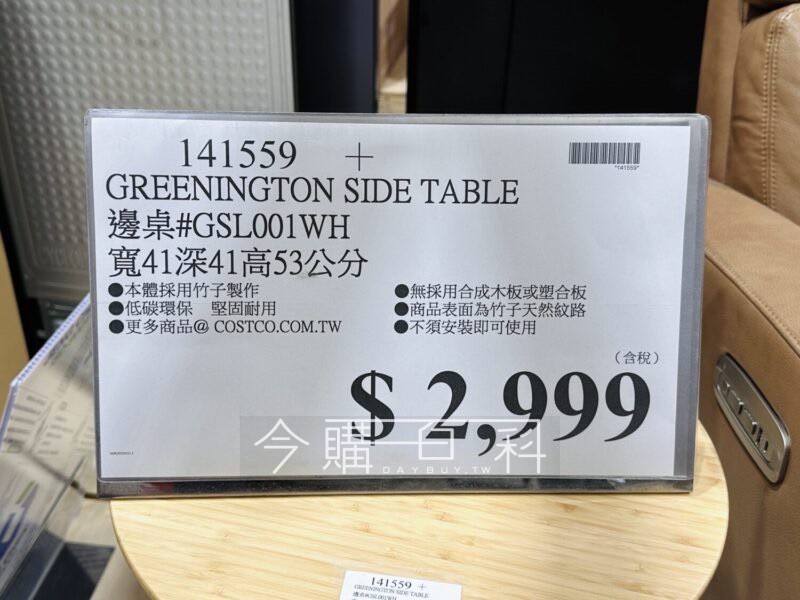 141559 +
*141559*
GREENINGTON SIDE TABLE
邊桌#GSL001WH
寬41深41高53公分
●本體採用竹子製作
●低碳環保 堅固耐用
●更多商品@ COSTCO.COM.TW
●無採用合成木板或塑合板
●商品表面為竹子天然紋路
●不須安裝即可使用
(含稅)
$ 2,999
今購百科
DAYBUY.TW
141559 +
GREENINGTON SIDE TABLE
邊桌#GSL001WH